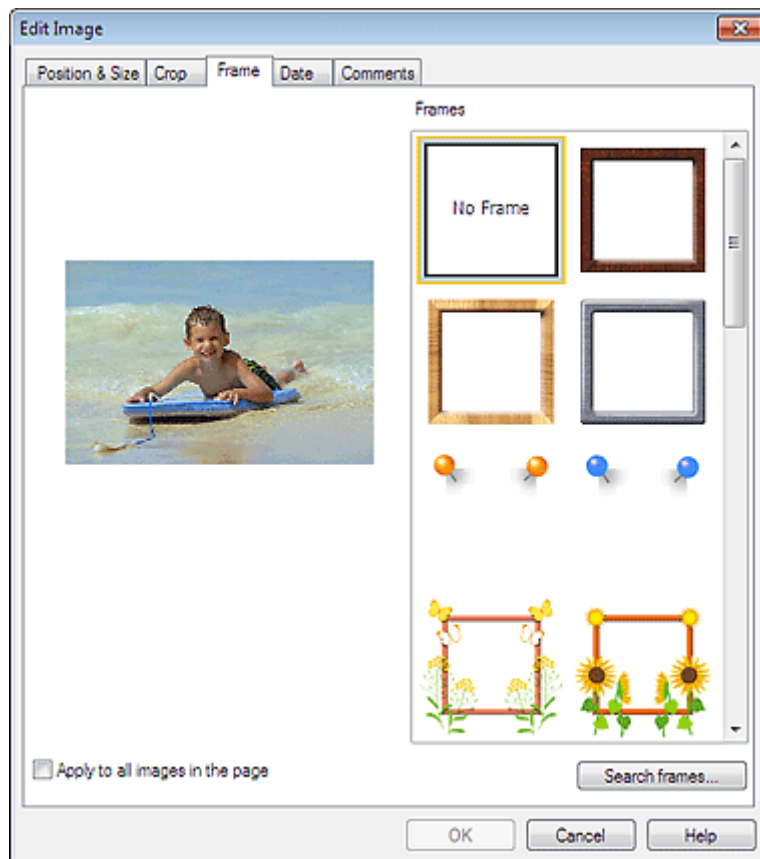 Edit Image
Position & Size Crop Frame Date Comments
Frames
No Frame
Apply to all images in the page
Search frames...
OK Cancel Help